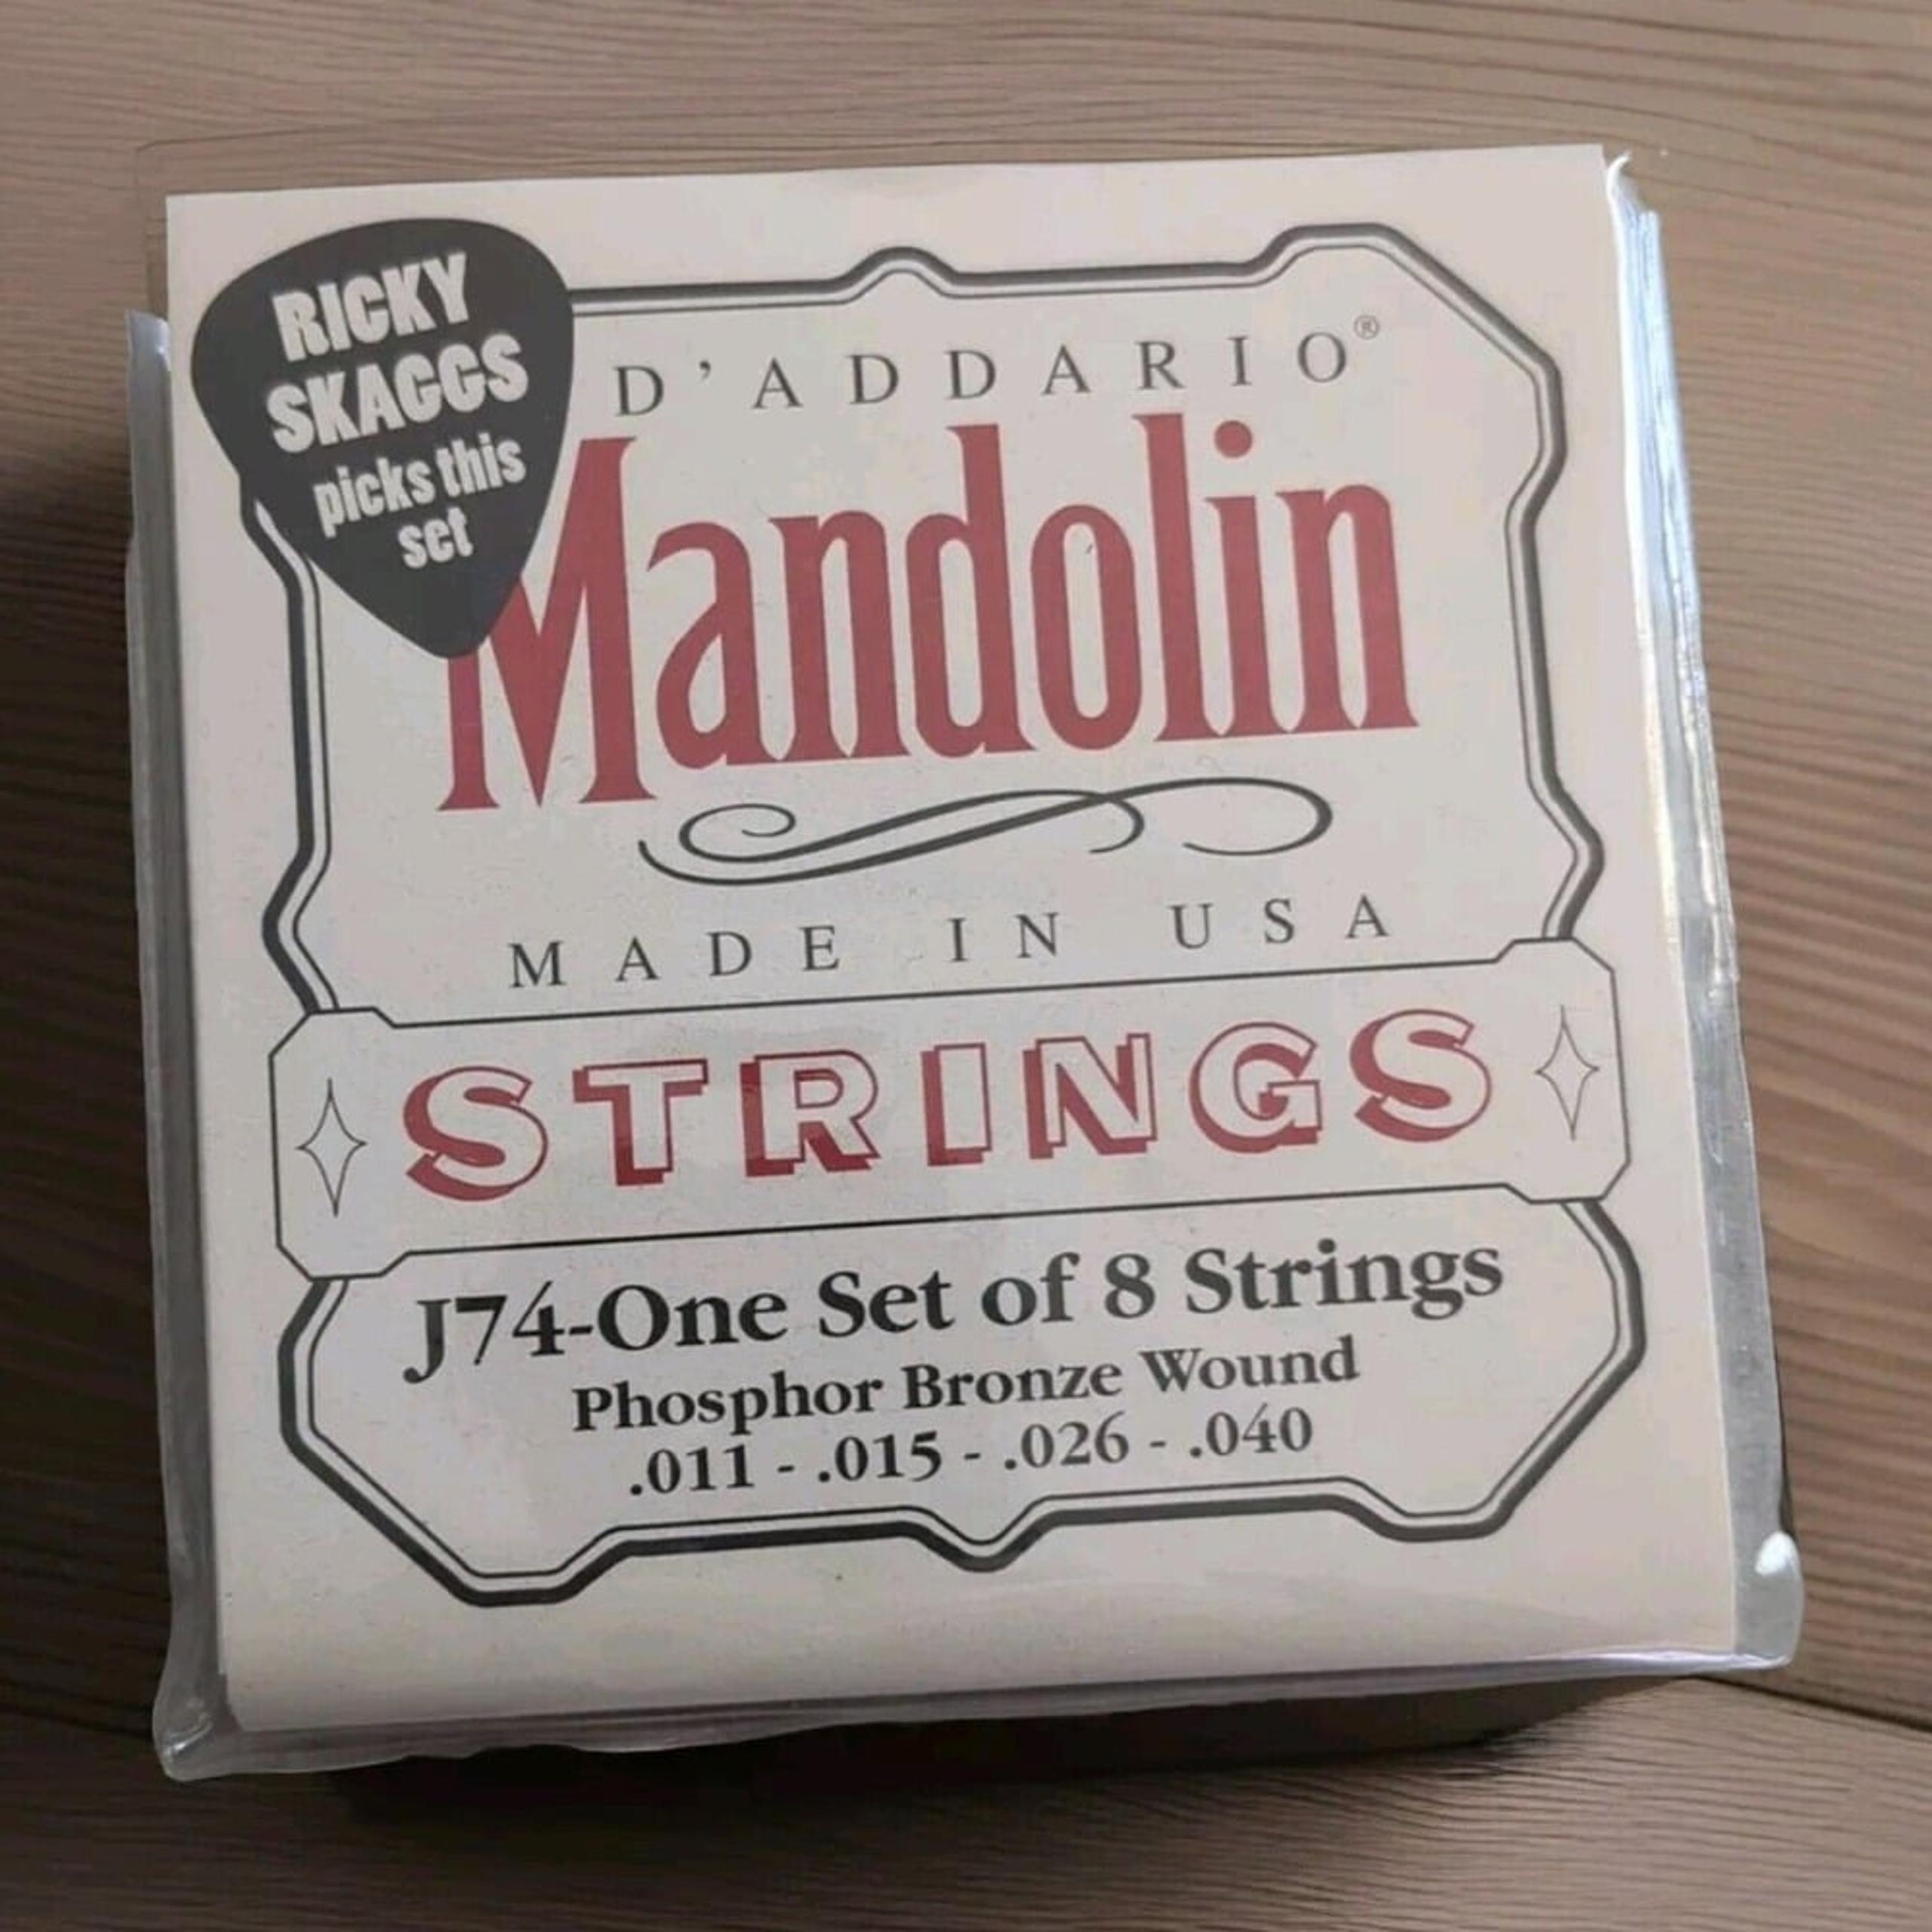 RICKY
SKAGGS
picks this
set
D'ADDARIO®
Mandolin
MADE IN USA
STRINGS
J74-One Set of 8 Strings
Phosphor Bronze Wound
.011 - .015 - .026 - .040